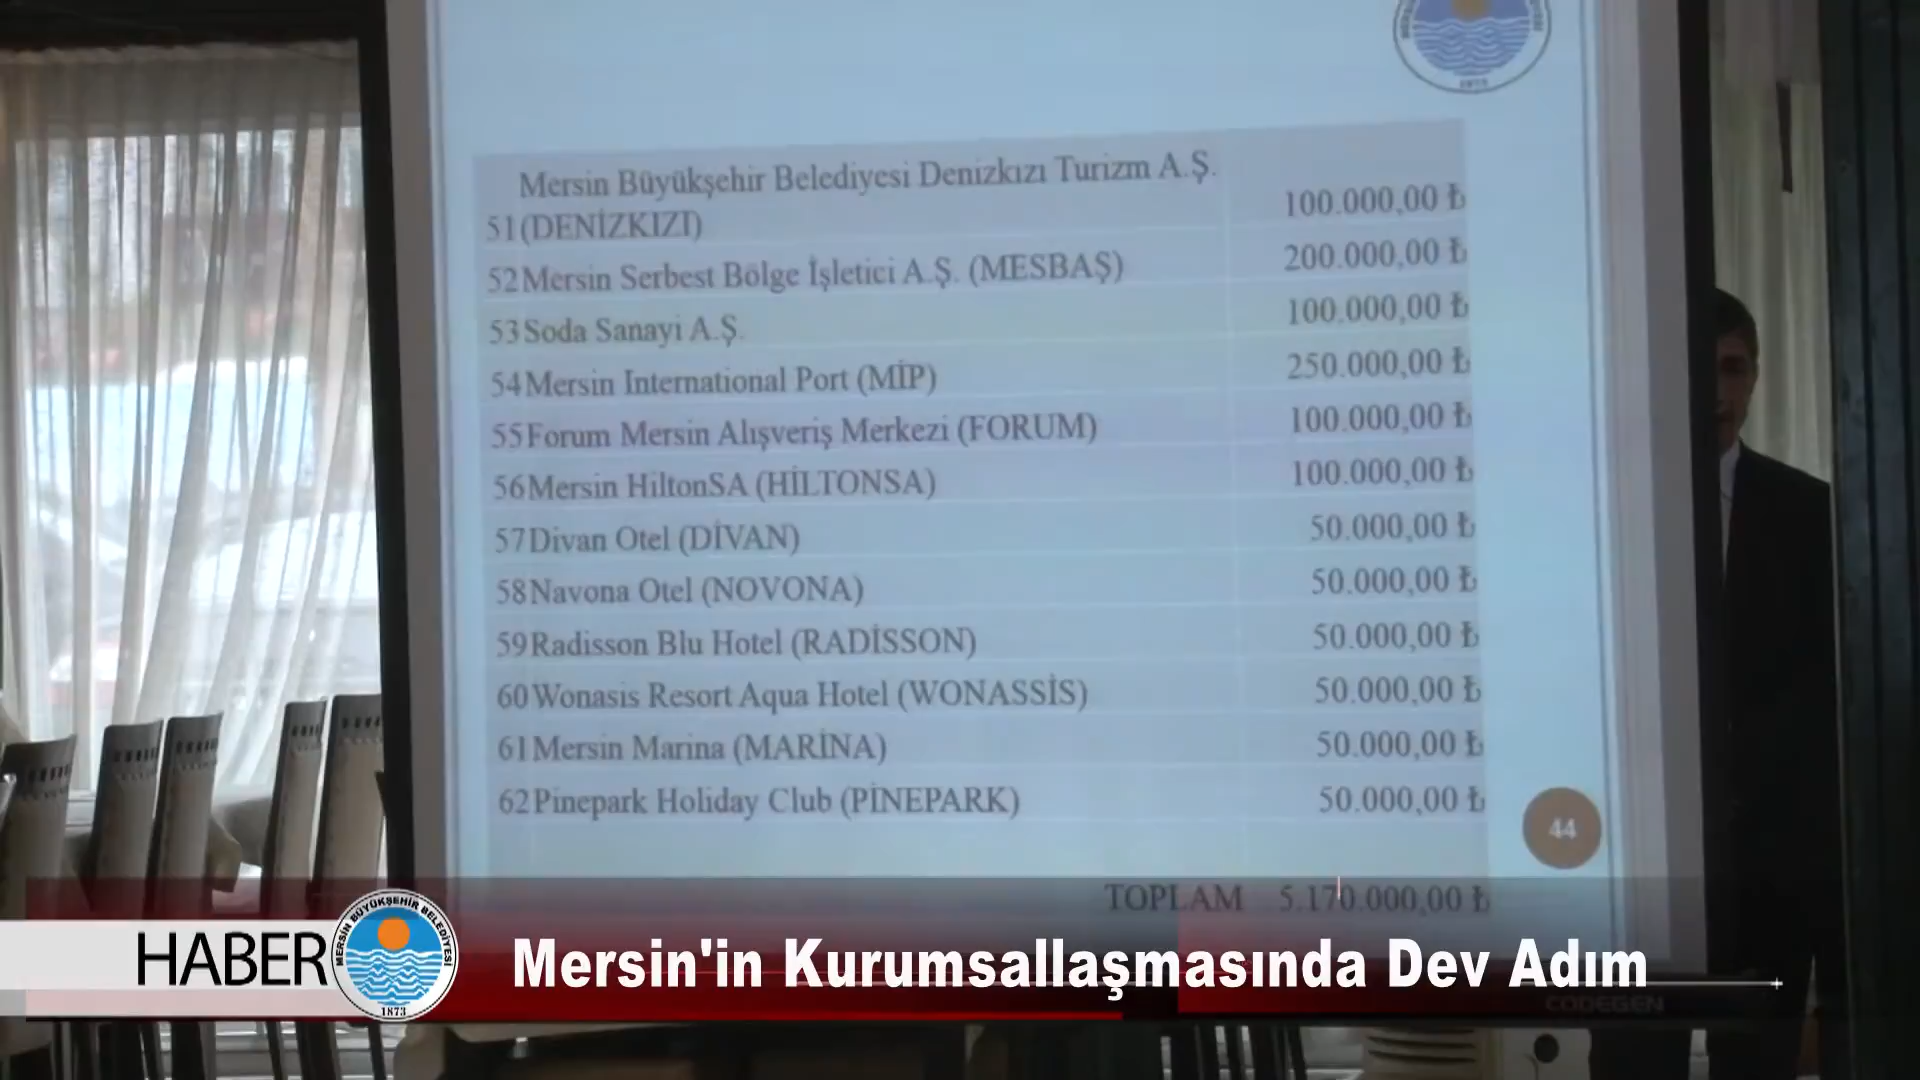 1873
Mersin Büyükşehir Belediyesi Denizkızı Turizm A.Ş.
51 (DENİZKIZI) 100.000,00 ₺
52 Mersin Serbest Bölge İşletici A.Ş. (MESBAŞ) 200.000,00 ₺
53 Soda Sanayi A.Ş. 100.000,00 ₺
54 Mersin International Port (MİP) 250.000,00 ₺
55 Forum Mersin Alışveriş Merkezi (FORUM) 100.000,00 ₺
56 Mersin HiltonSA (HİLTONSA) 100.000,00 ₺
57 Divan Otel (DİVAN) 50.000,00 ₺
58 Navona Otel (NOVONA) 50.000,00 ₺
59 Radisson Blu Hotel (RADİSSON) 50.000,00 ₺
60 Wonasis Resort Aqua Hotel (WONASSİS) 50.000,00 ₺
61 Mersin Marina (MARİNA) 50.000,00 ₺
62 Pinepark Holiday Club (PİNEPARK) 50.000,00 ₺
44
TOPLAM 5.170.000,00 ₺
HABER
MERSİN BÜYÜKŞEHİR BELEDİYESİ
1873
Mersin'in Kurumsallaşmasında Dev Adım
CODEGEN